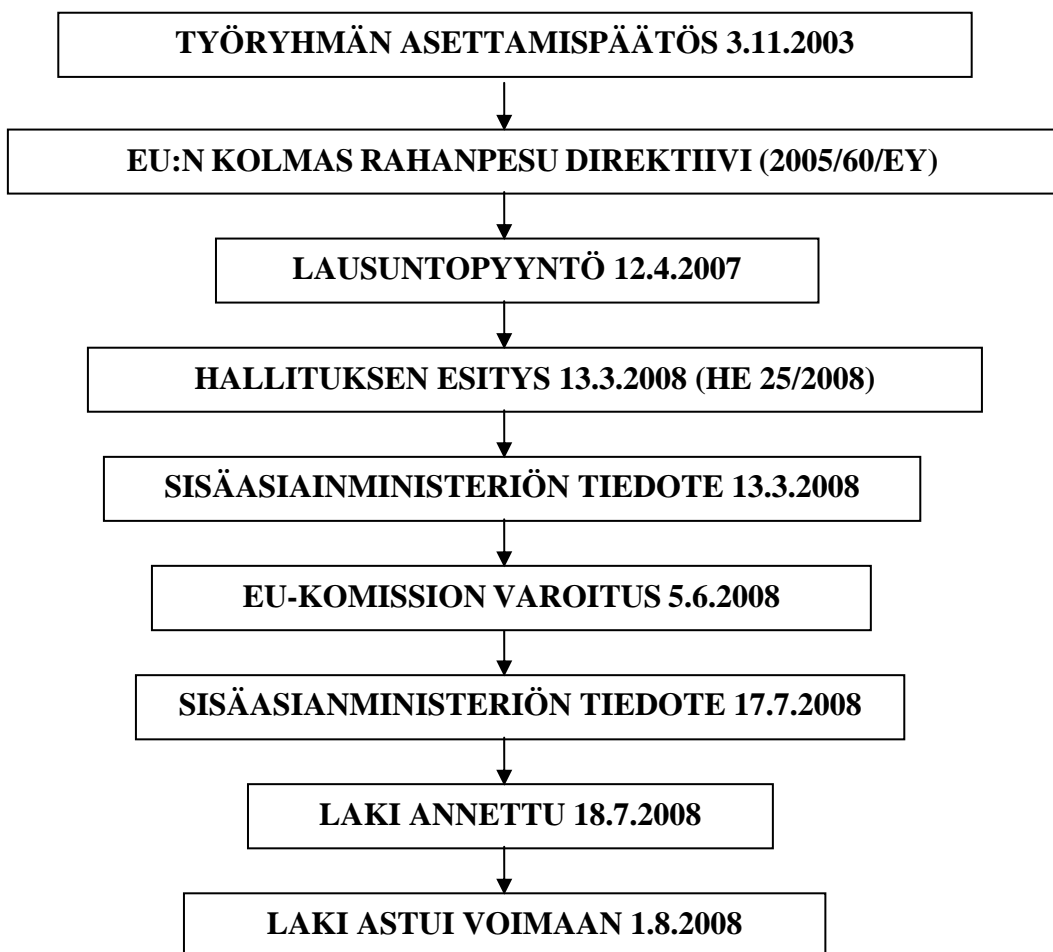 TYÖRYHMÄN ASETTAMISPÄÄTÖS 3.11.2003
EU:N KOLMAS RAHANPESU DIREKTIIVI (2005/60/EY)
LAUSUNTOPYYNTÖ 12.4.2007
HALLITUKSEN ESITYS 13.3.2008 (HE 25/2008)
SISÄASIAINMINISTERIÖN TIEDOTE 13.3.2008
EU-KOMISSION VAROITUS 5.6.2008
SISÄASIANMINISTERIÖN TIEDOTE 17.7.2008
LAKI ANNETTU 18.7.2008
LAKI ASTUI VOIMAAN 1.8.2008